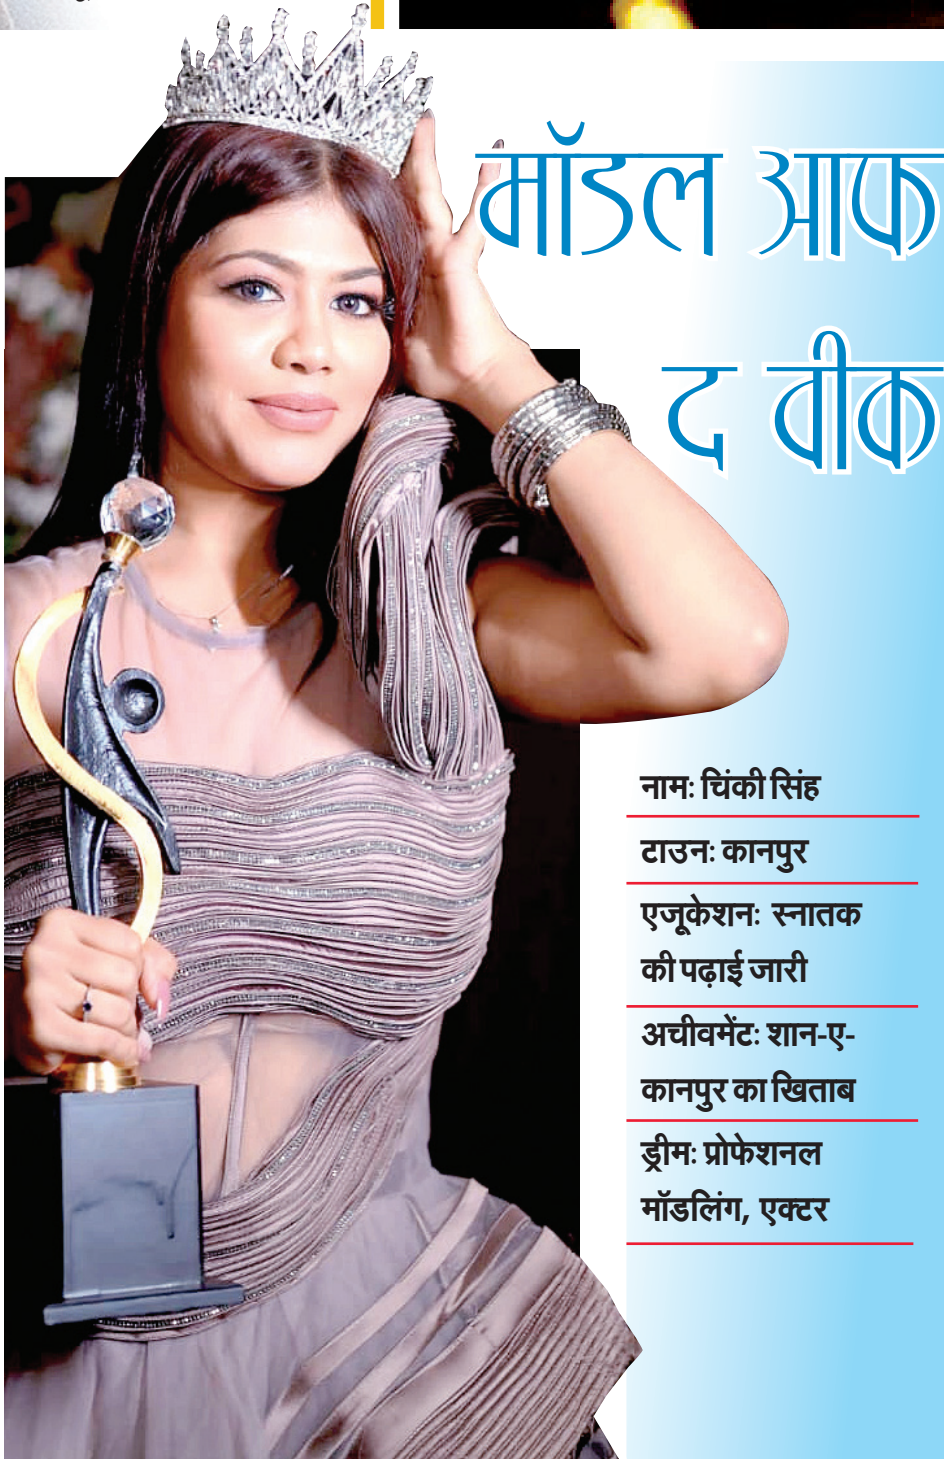 मॉडल आफ
द वीक
नामः चिंकी सिंह
टाउनः कानपुर
एजूकेशनः स्नातक
की पढ़ाई जारी
अचीवमेंटः शान-ए-
कानपुर का खिताब
ड्रीमः प्रोफेशनल
मॉडलिंग, एक्टर